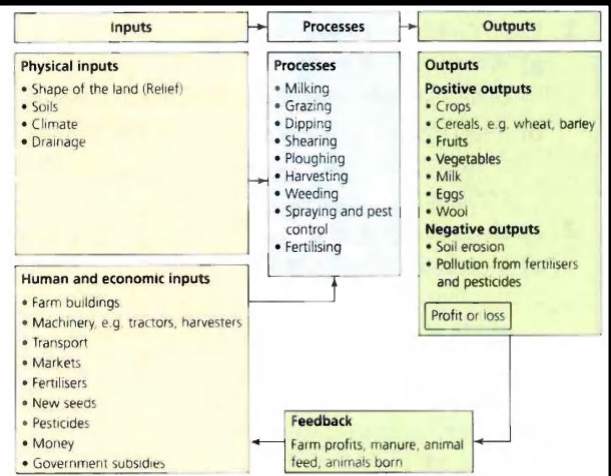 Inputs
Processes
Outputs
Physical inputs
• Shape of the land (Relief)
• Soils
• Climate
• Drainage
Human and economic inputs
• Farm buildings
• Machinery, e.g. tractors, harvesters
• Transport
• Markets
• Fertilisers
• New seeds
• Pesticides
• Money
• Government subsidies
Processes
• Milking
• Grazing
• Dipping
• Shearing
• Ploughing
• Harvesting
• Weeding
• Spraying and pest
control
• Fertilising
Outputs
Positive outputs
• Crops
• Cereals, e.g. wheat, barley
• Fruits
• Vegetables
• Milk
• Eggs
• Wool
Negative outputs
• Soil erosion
• Pollution from fertilisers
and pesticides
Profit or loss
Feedback
Farm profits, manure, animal
feed, animals born